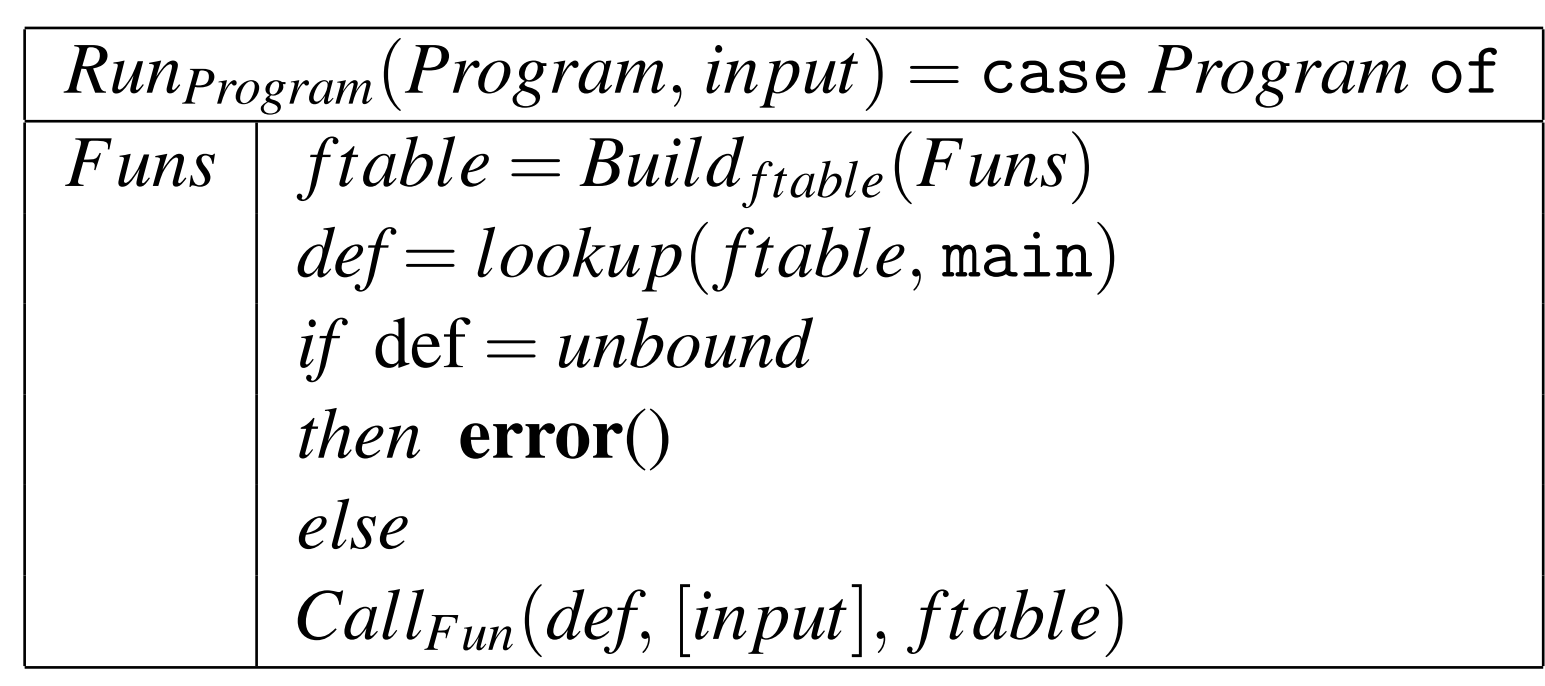 Run_Program(Program, input) = case Program of
Funs ftable = Build_ftable(Funs)
def = lookup(ftable, main)
if def = unbound
then error()
else
Call_Fun(def, [input], ftable)